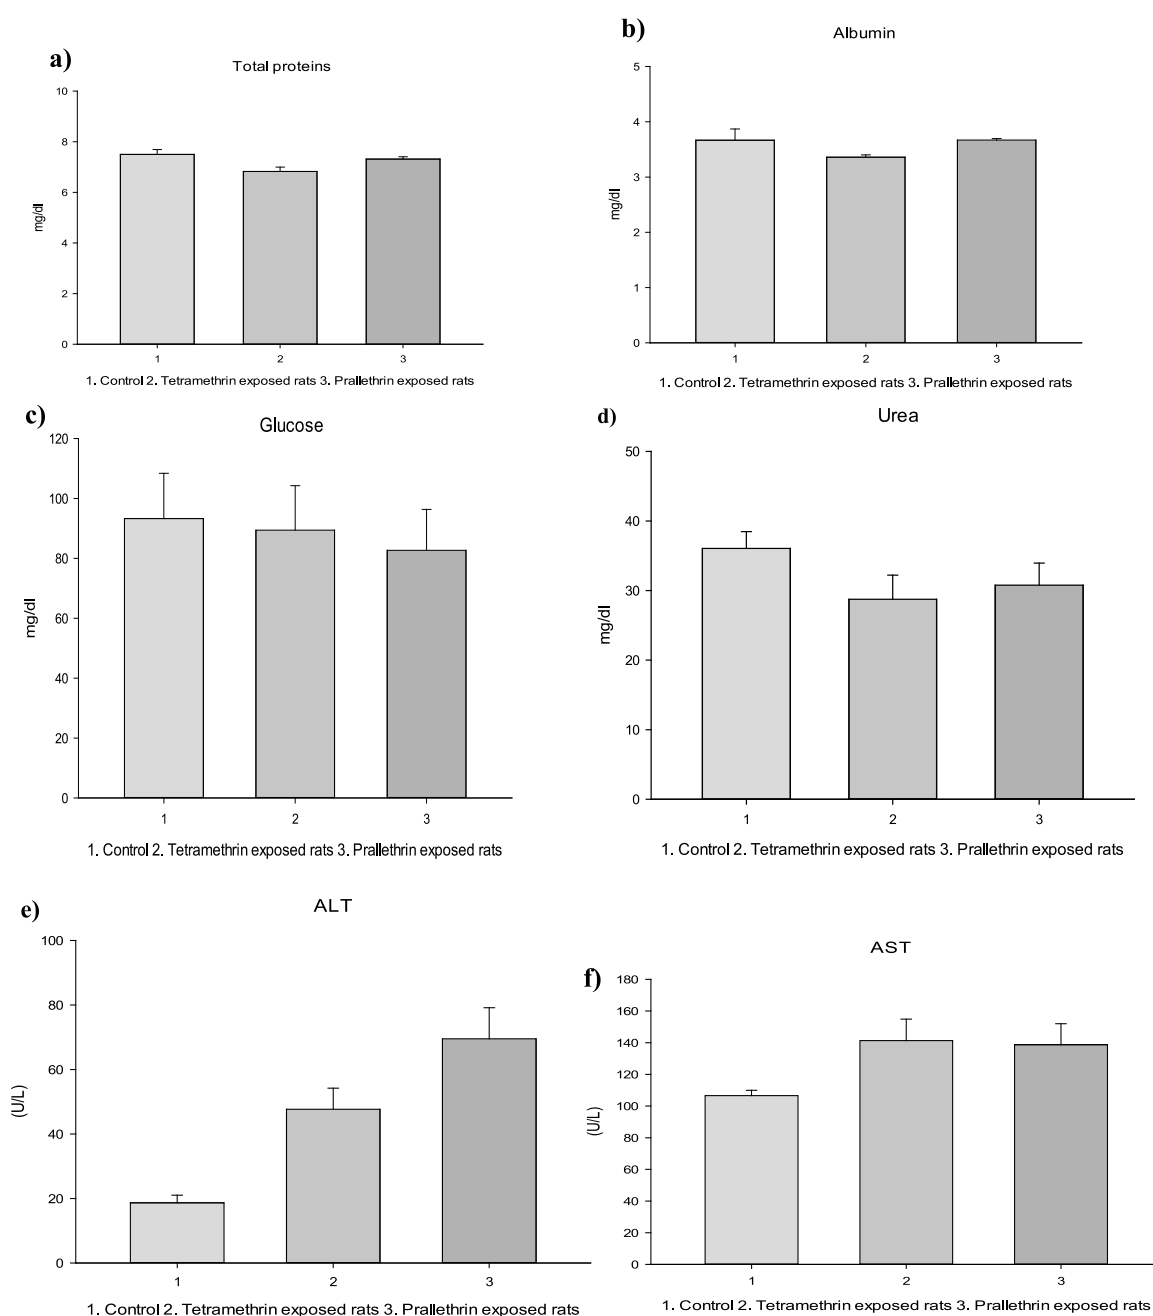 a)
Total proteins
10
8
6
4
2
0
mg/dl
1 2 3
1. Control 2. Tetramethrin exposed rats 3. Prallethrin exposed rats
b)
Albumin
5
4
3
2
1
0
mg/dl
1 2 3
1. Control 2. Tetramethrin exposed rats 3. Prallethrin exposed rats
c)
Glucose
120
100
80
60
40
20
0
mg/dl
1 2 3
1. Control 2. Tetramethrin exposed rats 3. Prallethrin exposed rats
d)
Urea
50
40
30
20
10
0
mg/dl
1 2 3
1. Control 2. Tetramethrin exposed rats 3. Prallethrin exposed rats
e)
ALT
100
80
60
40
20
0
(U/L)
1 2 3
1. Control 2. Tetramethrin exposed rats 3. Prallethrin exposed rats
f)
AST
180
160
140
120
100
80
60
40
20
0
(U/L)
1 2 3
1. Control 2. Tetramethrin exposed rats 3. Prallethrin exposed rats